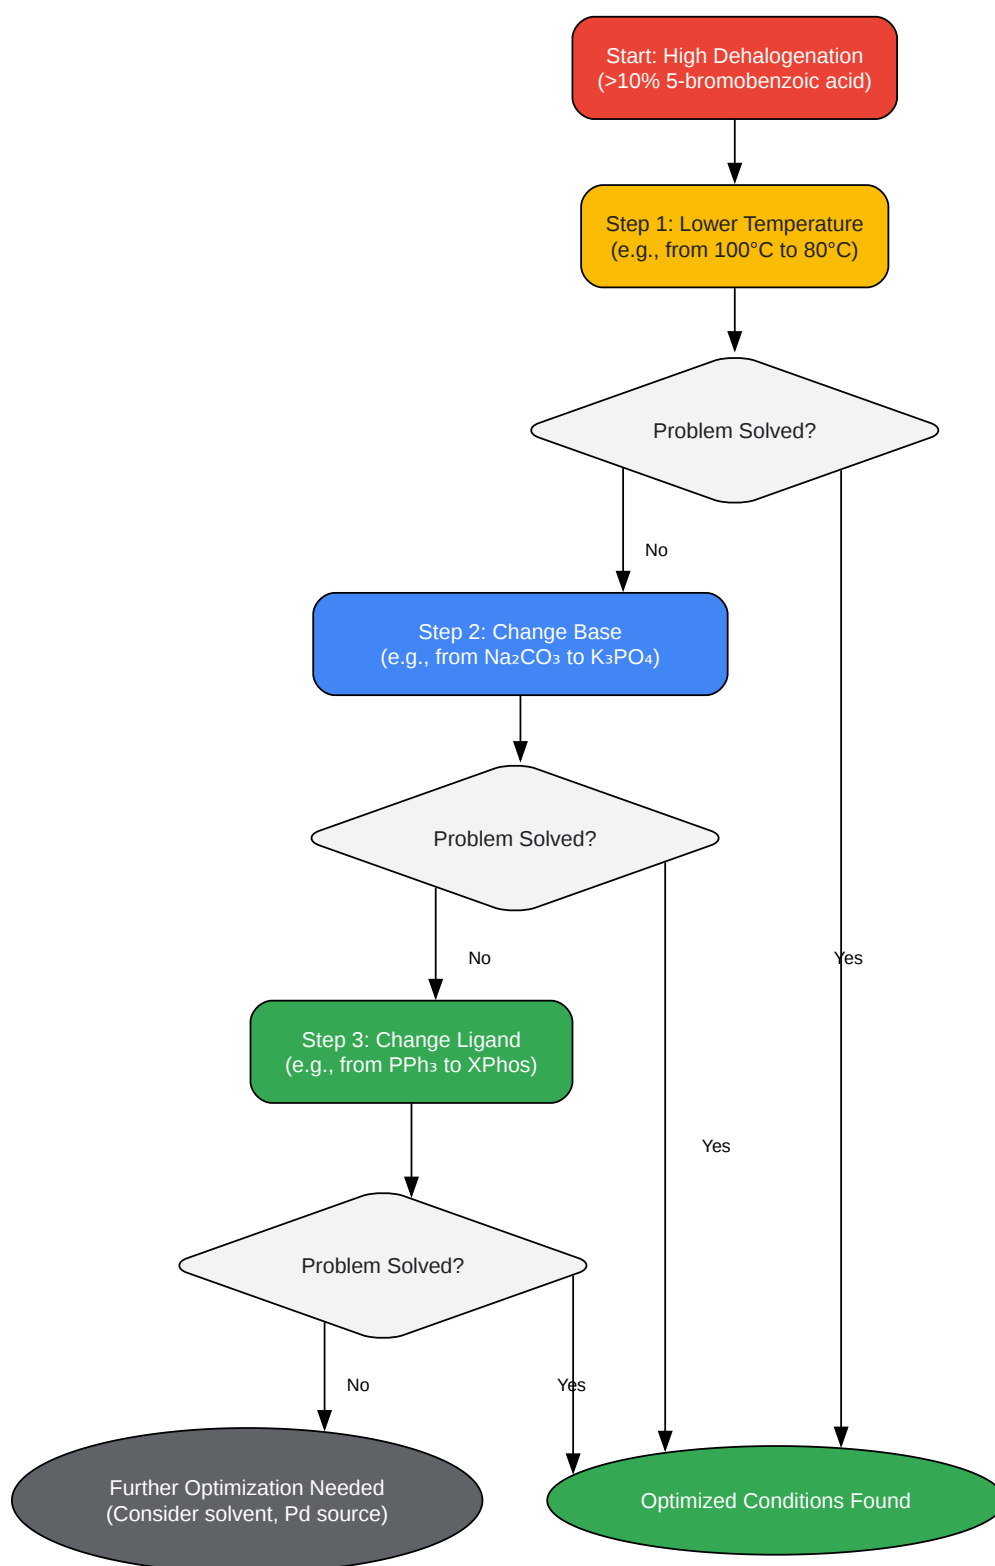 Start: High Dehalogenation
(>10% 5-bromobenzoic acid)
Step 1: Lower Temperature
(e.g., from 100°C to 80°C)
Problem Solved?
No
Step 2: Change Base
(e.g., from Na₂CO₃ to K₃PO₄)
Problem Solved?
No
Yes
Step 3: Change Ligand
(e.g., from PPh₃ to XPhos)
Yes
Problem Solved?
No
Yes
Further Optimization Needed
(Consider solvent, Pd source)
Optimized Conditions Found